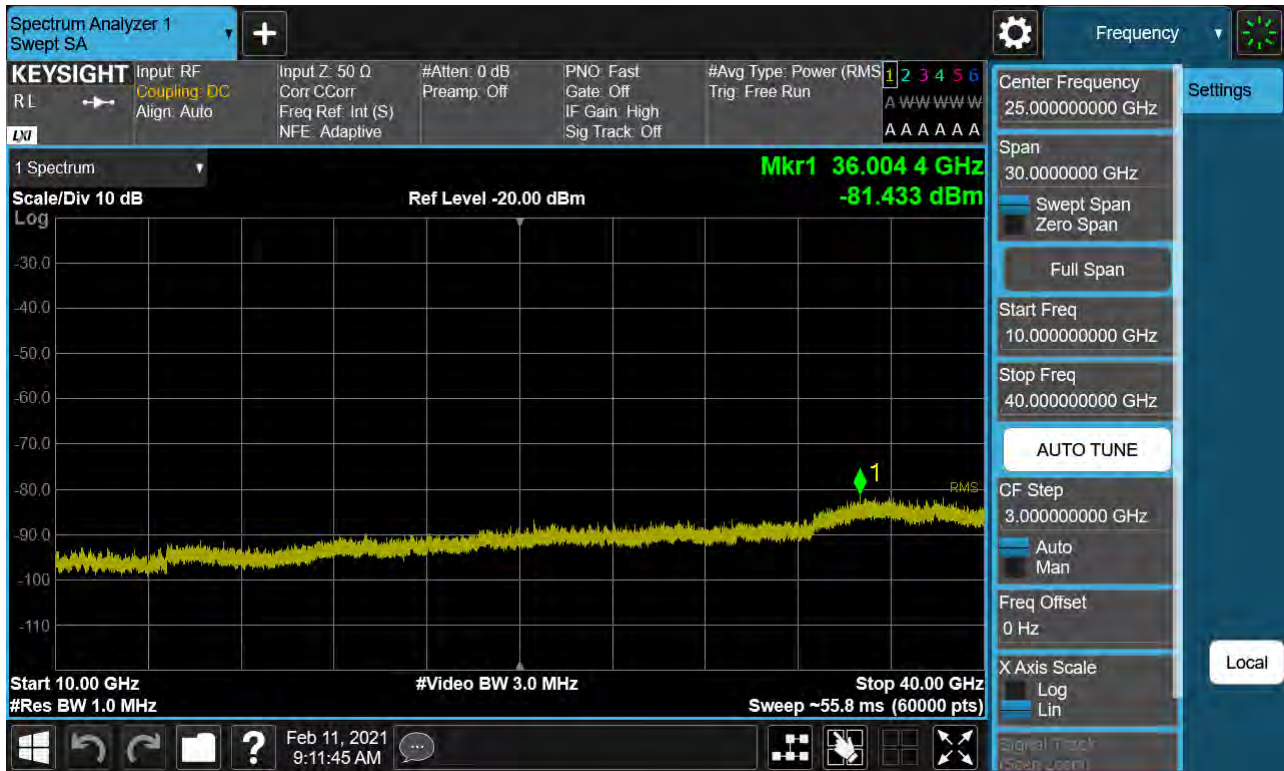 Spectrum Analyzer 1
Swept SA
+
Frequency
KEYSIGHT
RL
LXI
Input: RF
Coupling: DC
Align: Auto
Input Z: 50 Ω
Corr CCorr
Freq Ref: Int (S)
NFE: Adaptive
#Atten: 0 dB
Preamp: Off
PNO: Fast
Gate: Off
IF Gain: High
Sig Track: Off
#Avg Type: Power (RMS
Trig: Free Run
1 2 3 4 5 6
A W W W W W
A A A A A A
1 Spectrum
Mkr1 36.004 4 GHz
-81.433 dBm
Scale/Div 10 dB
Ref Level -20.00 dBm
Log
-30.0
-40.0
-50.0
-60.0
-70.0
-80.0
-90.0
-100
-110
1
RMS
Start 10.00 GHz
#Video BW 3.0 MHz
Stop 40.00 GHz
#Res BW 1.0 MHz
Sweep ~55.8 ms (60000 pts)
Center Frequency
25.000000000 GHz
Settings
Span
30.0000000 GHz
Swept Span
Zero Span
Full Span
Start Freq
10.000000000 GHz
Stop Freq
40.000000000 GHz
AUTO TUNE
CF Step
3.000000000 GHz
Auto
Man
Freq Offset
0 Hz
X Axis Scale
Log
Lin
Local
Signal Track
(Span Zoom)
?
Feb 11, 2021
9:11:45 AM